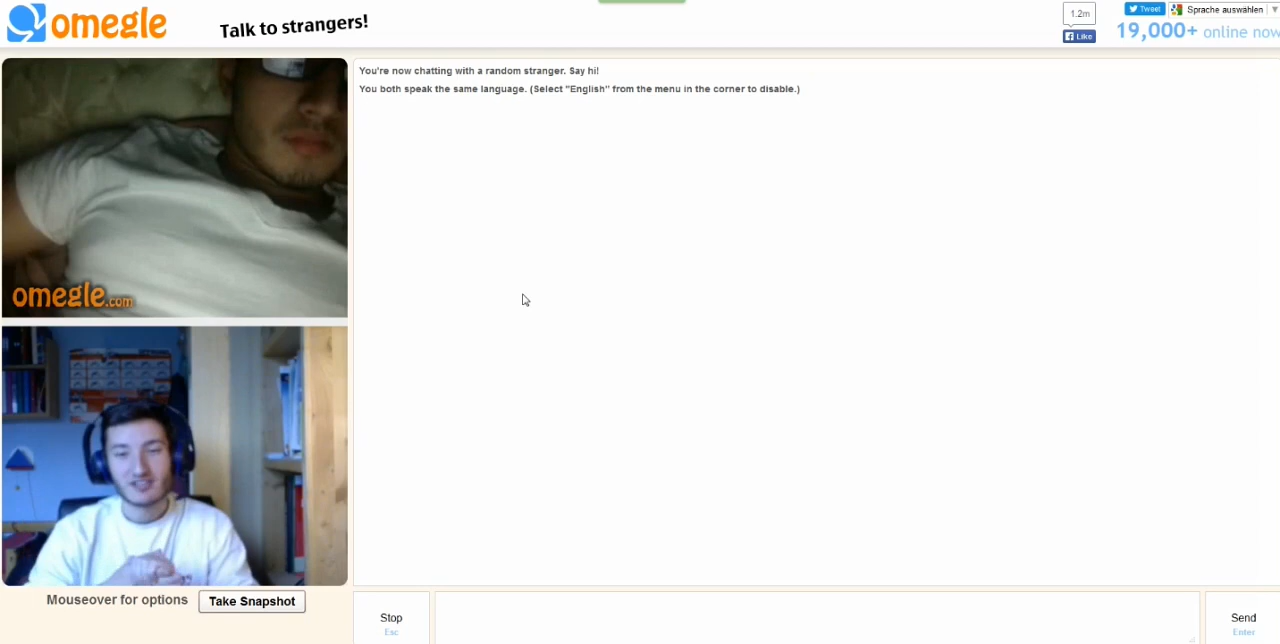 omegle
Talk to strangers!
1.2m
Like
Tweet
Sprache auswählen
19,000+ online now
You're now chatting with a random stranger. Say hi!
You both speak the same language. (Select "English" from the menu in the corner to disable.)
omegle.com
Mouseover for options
Take Snapshot
Stop
Esc
Send
Enter